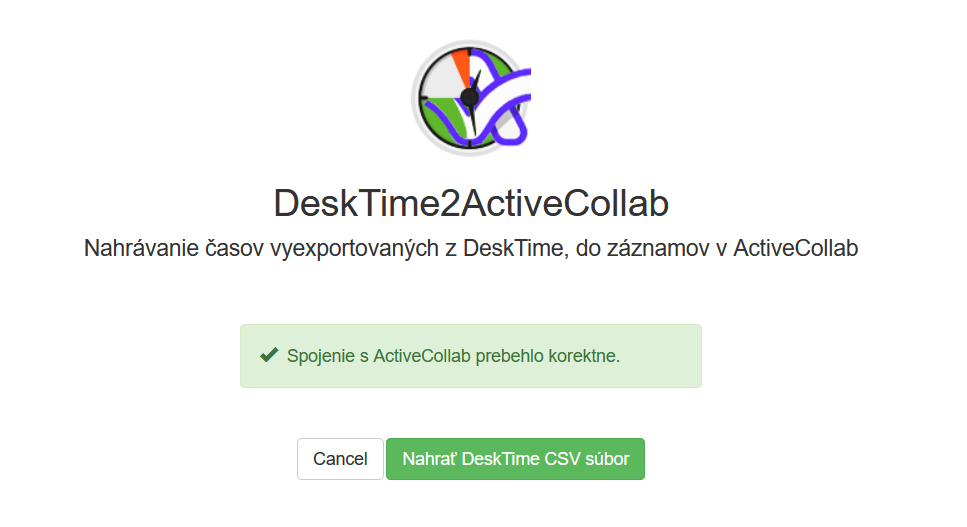 DeskTime2ActiveCollab
Nahrávanie časov vyexportovaných z DeskTime, do záznamov v ActiveCollab
Spojenie s ActiveCollab prebehlo korektne.
Cancel
Nahrať DeskTime CSV súbor